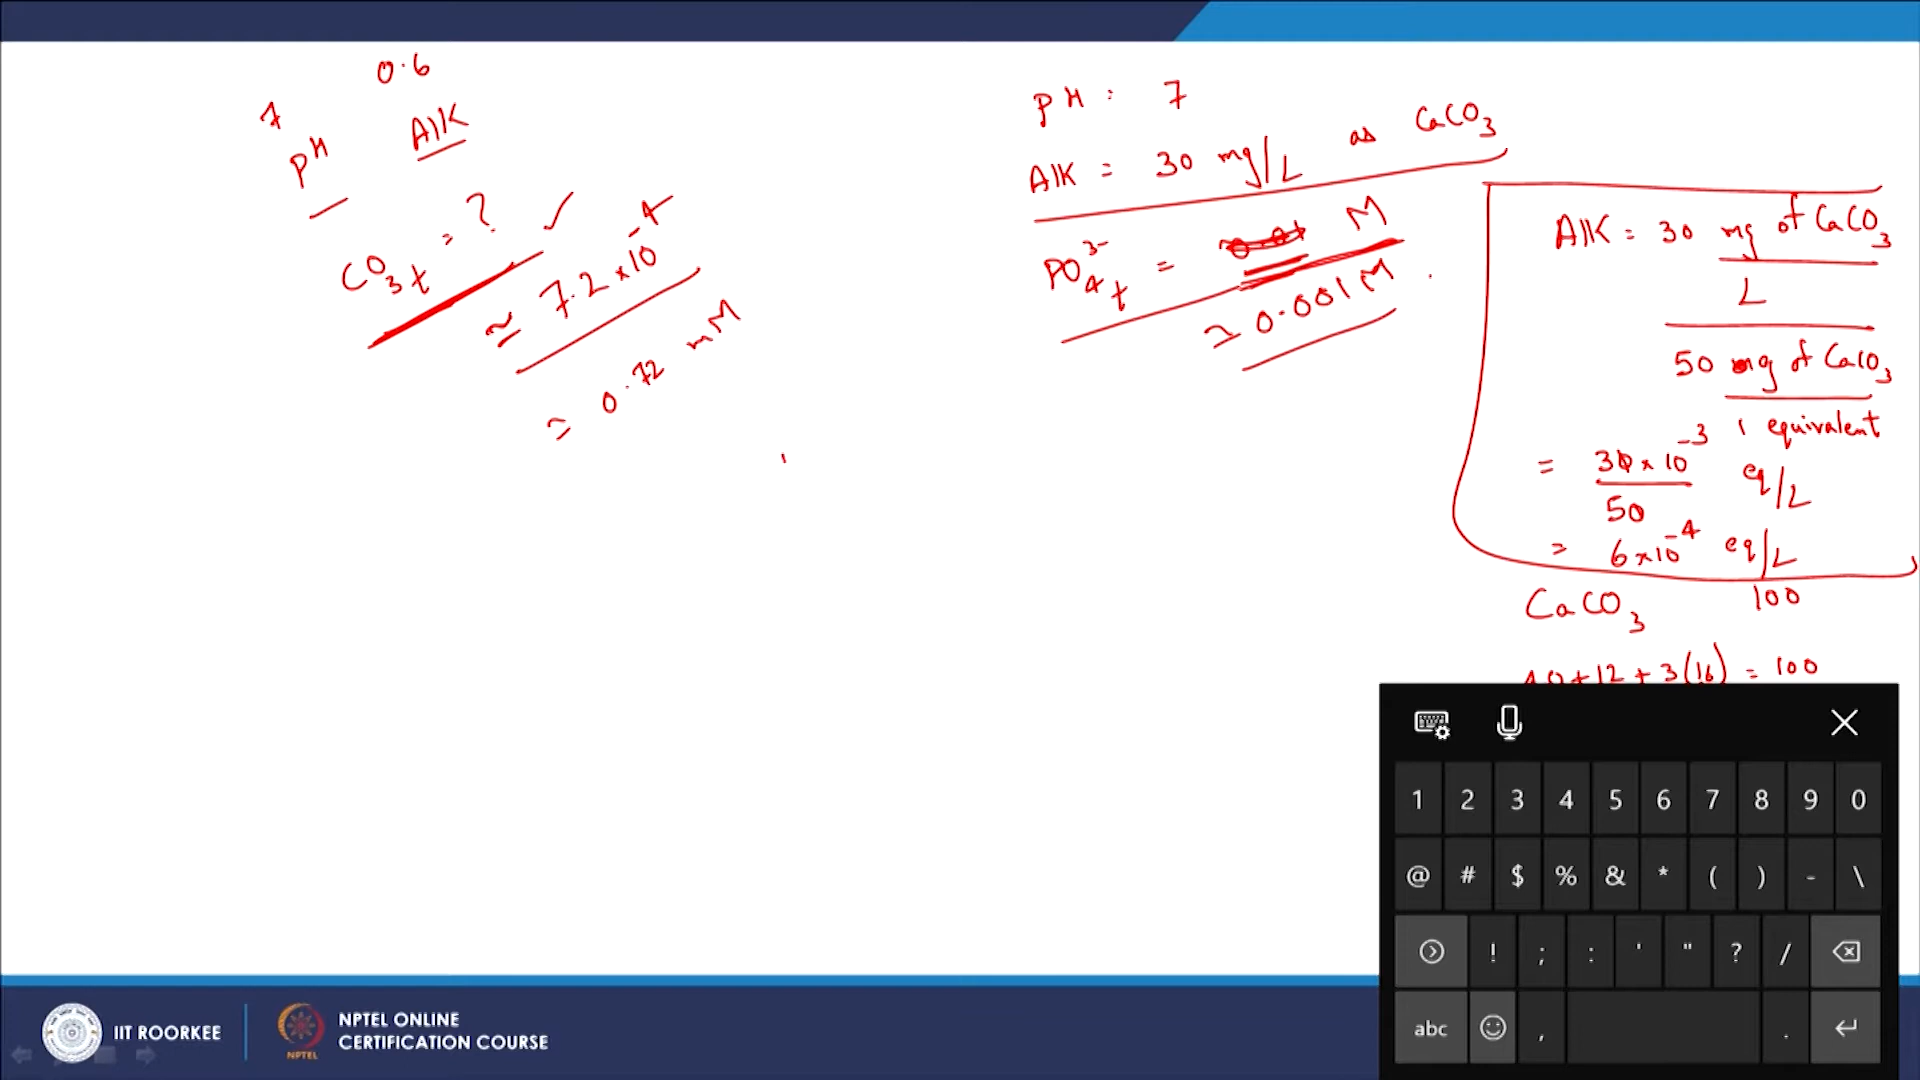 0.6
7
pH AlK
CO3t = ? ✓
≃ 7.2 × 10^-4
= 0.72 mM
pH : 7
AlK = 30 mg/L as CaCO3
PO4^3- t = M
≃ 0.001 M
AlK = 30 mg of CaCO3
L
50 mg of CaCO3
1 equivalent
= 30 × 10^-3 eq/L
50
= 6 × 10^-4 eq/L
CaCO3 100
40 + 12 + 3(16) = 100
1 2 3 4 5 6 7 8 9 0
@ # $ % & * ( ) - \
! ; : ' " ? /
abc , .
IIT ROORKEE
NPTEL
NPTEL ONLINE
CERTIFICATION COURSE